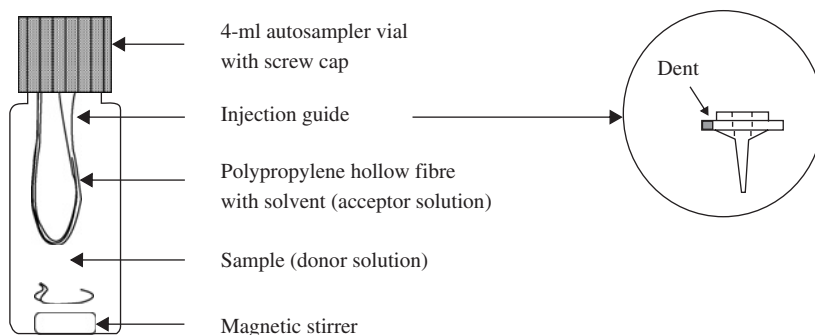 4-ml autosampler vial
with screw cap
Injection guide
Polypropylene hollow fibre
with solvent (acceptor solution)
Sample (donor solution)
Magnetic stirrer
Dent